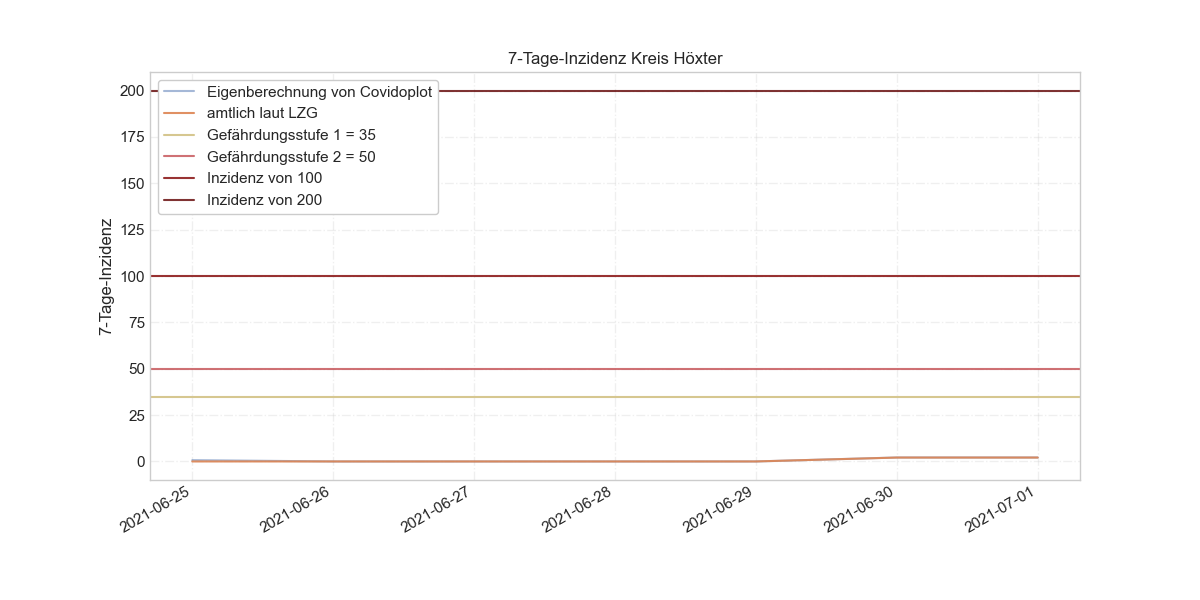 7-Tage-Inzidenz Kreis Höxter
Eigenberechnung von Covidoplot
amtlich laut LZG
Gefährdungsstufe 1 = 35
Gefährdungsstufe 2 = 50
Inzidenz von 100
Inzidenz von 200
7-Tage-Inzidenz
200
175
150
125
100
75
50
25
0
2021-06-25
2021-06-26
2021-06-27
2021-06-28
2021-06-29
2021-06-30
2021-07-01